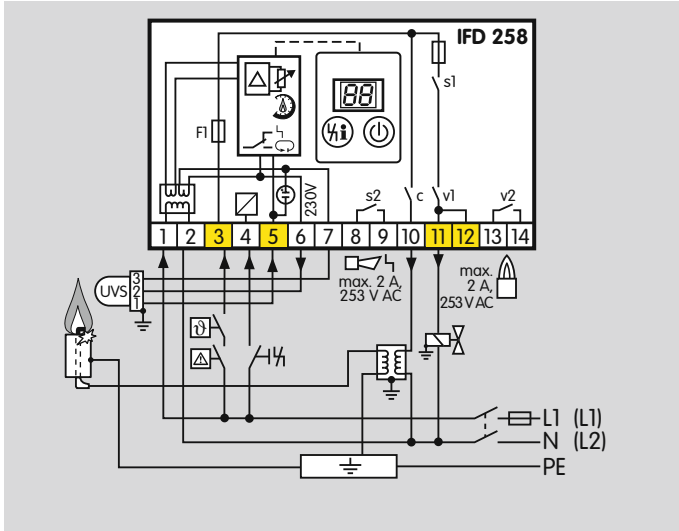 IFD 258
s1
88
i
F1
230V
s2
c
v1
v2
1 2 3 4 5 6 7 8 9 10 11 12 13 14
max. 2 A,
253 V AC
max.
2 A,
253 V AC
UVS
3
2
1
ϑ
L1 (L1)
N (L2)
PE